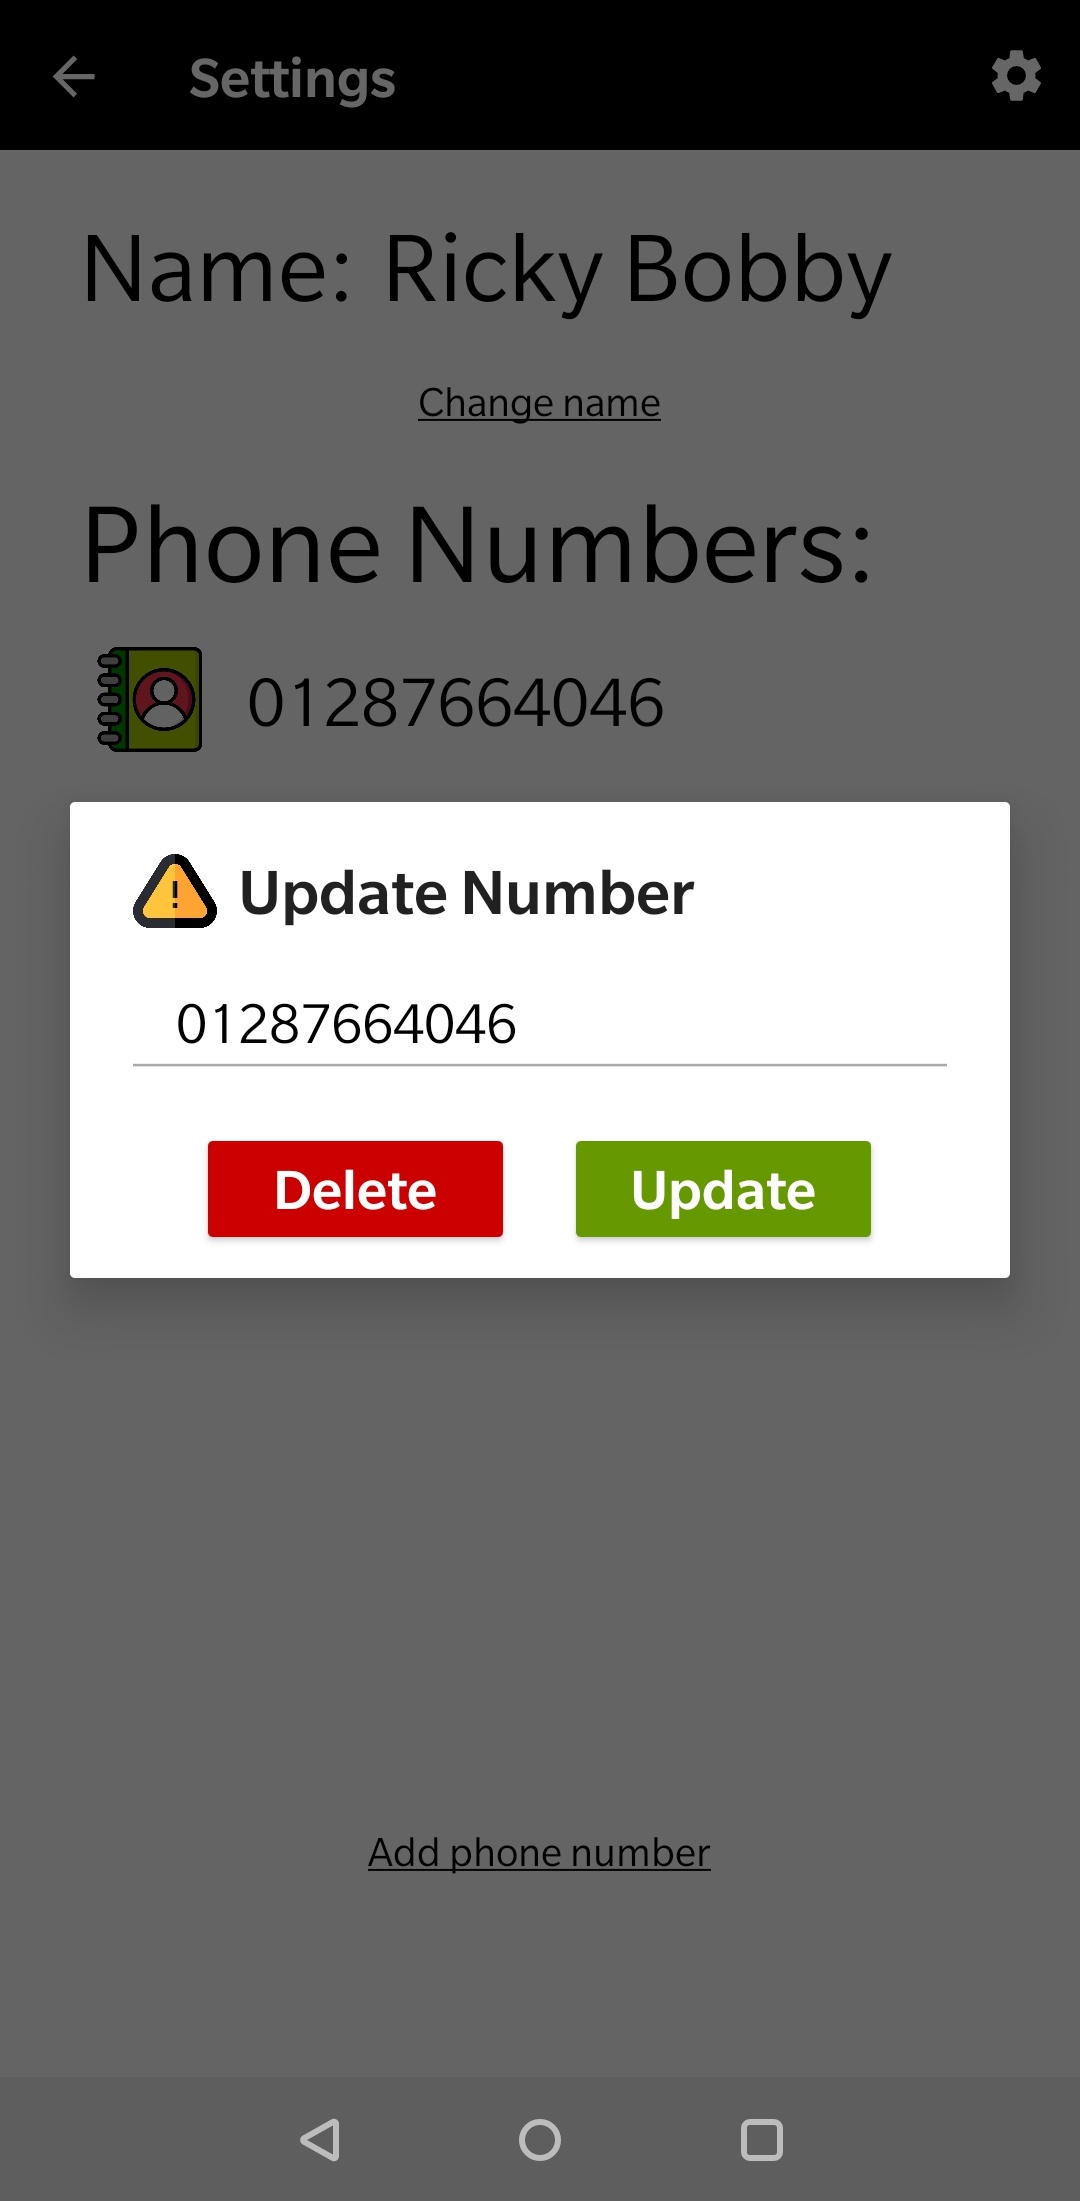 Settings
Name: Ricky Bobby
Change name
Phone Numbers:
01287664046
Update Number
01287664046
Delete Update
Add phone number